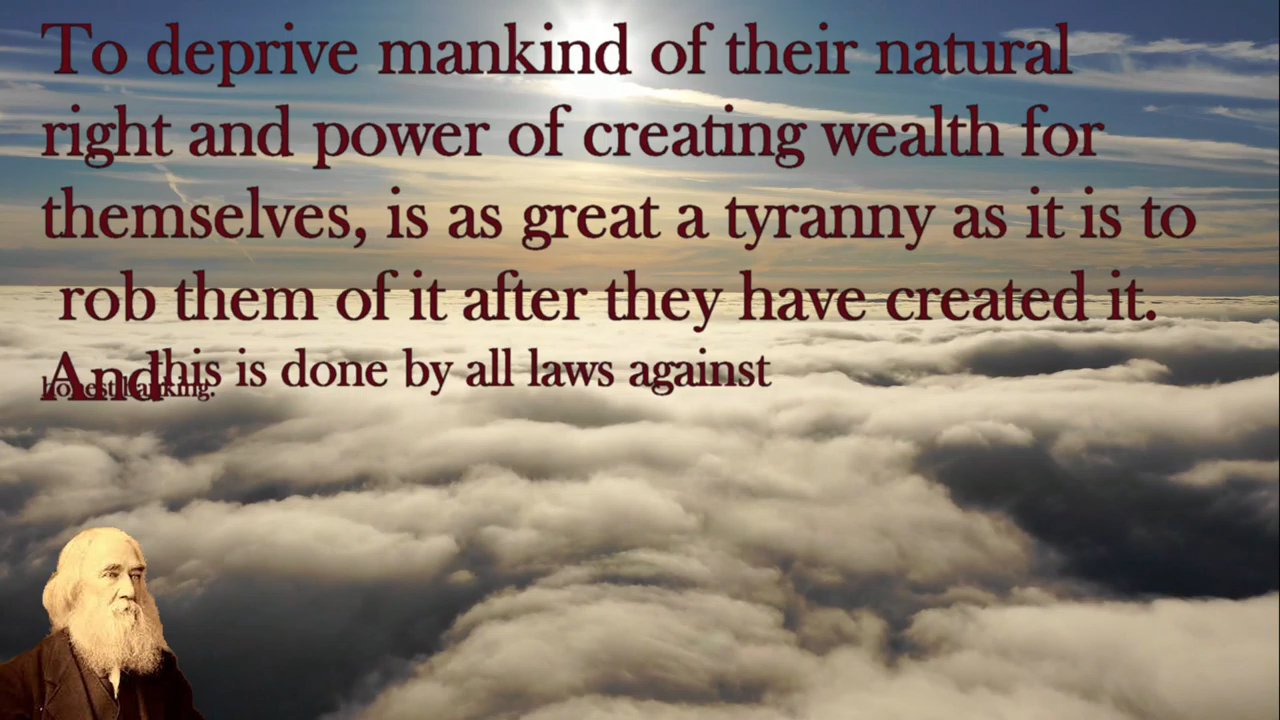 To deprive mankind of their natural
right and power of creating wealth for
themselves, is as great a tyranny as it is to
rob them of it after they have created it.
And this is done by all laws against
honest banking.